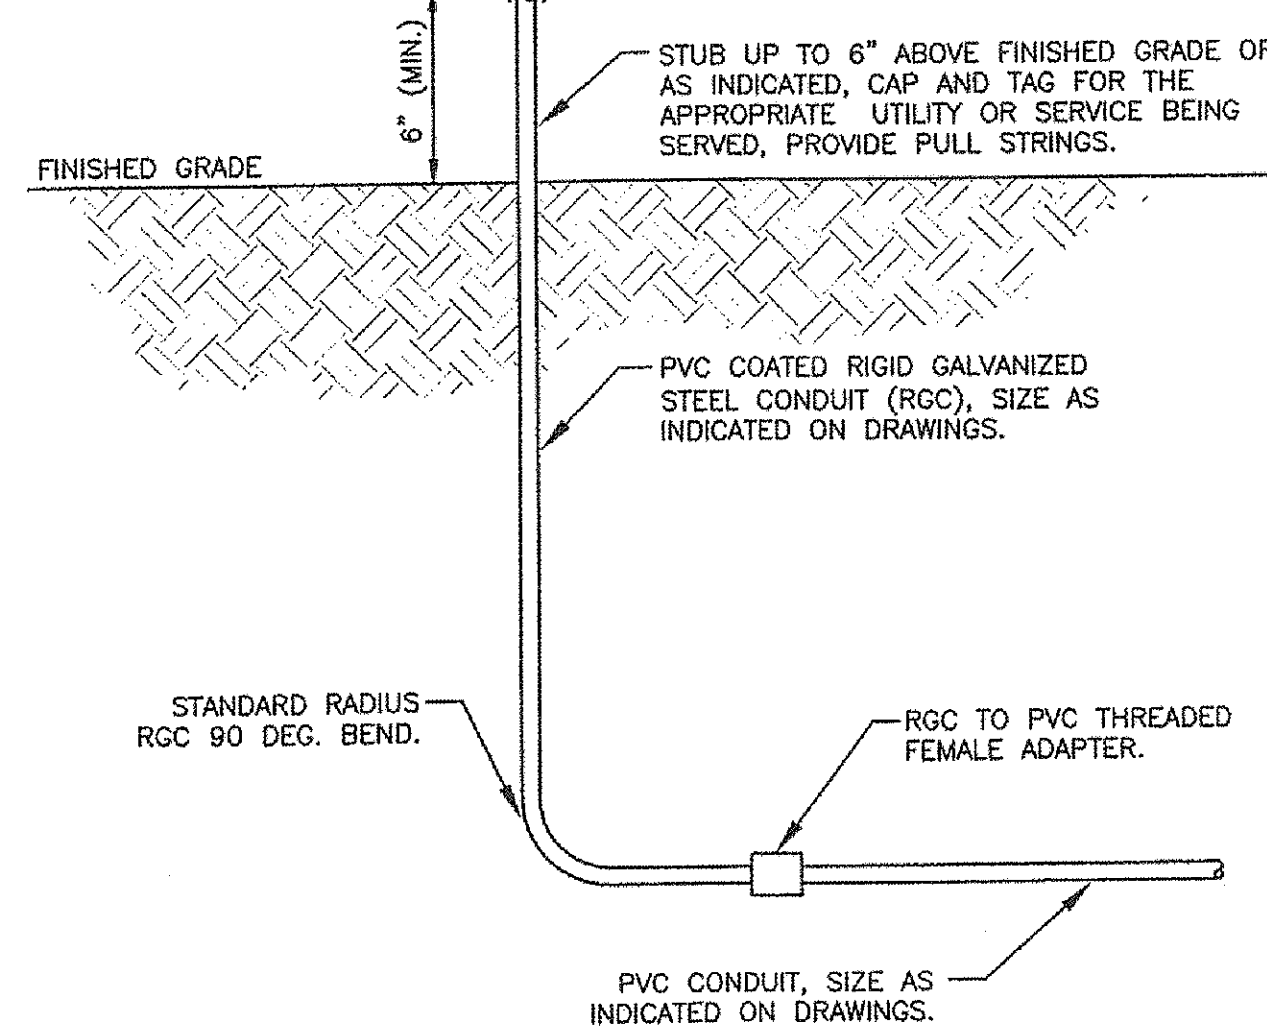 6" (MIN.)
STUB UP TO 6" ABOVE FINISHED GRADE
AS INDICATED, CAP AND TAG FOR THE
APPROPRIATE UTILITY OR SERVICE BEING
SERVED, PROVIDE PULL STRINGS.
FINISHED GRADE
PVC COATED RIGID GALVANIZED
STEEL CONDUIT (RGC), SIZE AS
INDICATED ON DRAWINGS.
STANDARD RADIUS
RGC 90 DEG. BEND.
RGC TO PVC THREADED
FEMALE ADAPTER.
PVC CONDUIT, SIZE AS
INDICATED ON DRAWINGS.